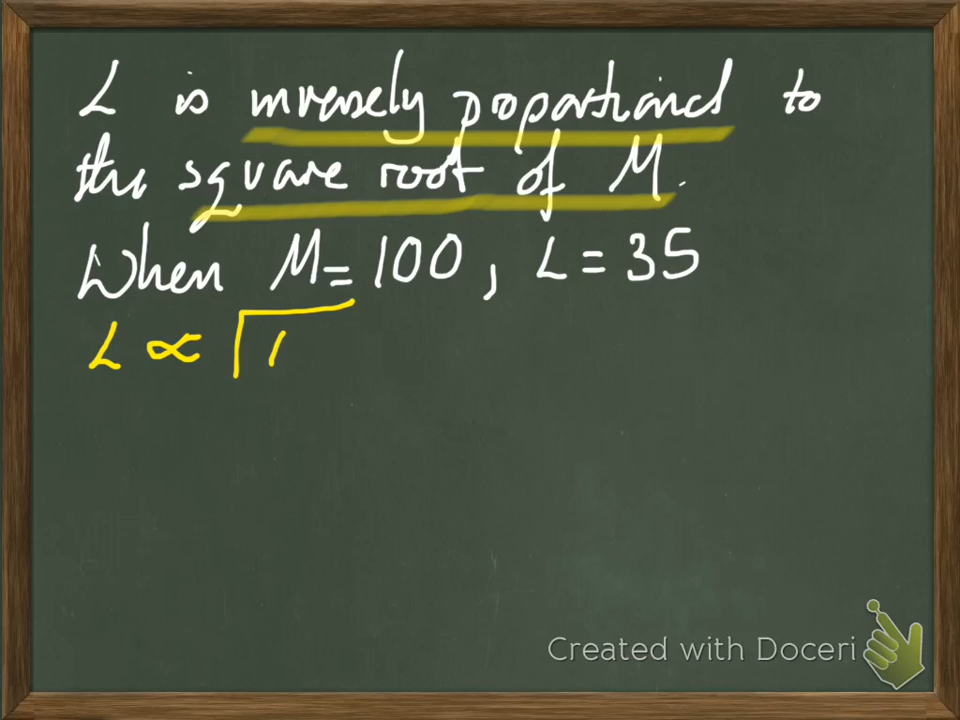 L is inversely proportional to
the square root of M.
When M = 100, L = 35
L ∝ √
Created with Doceri